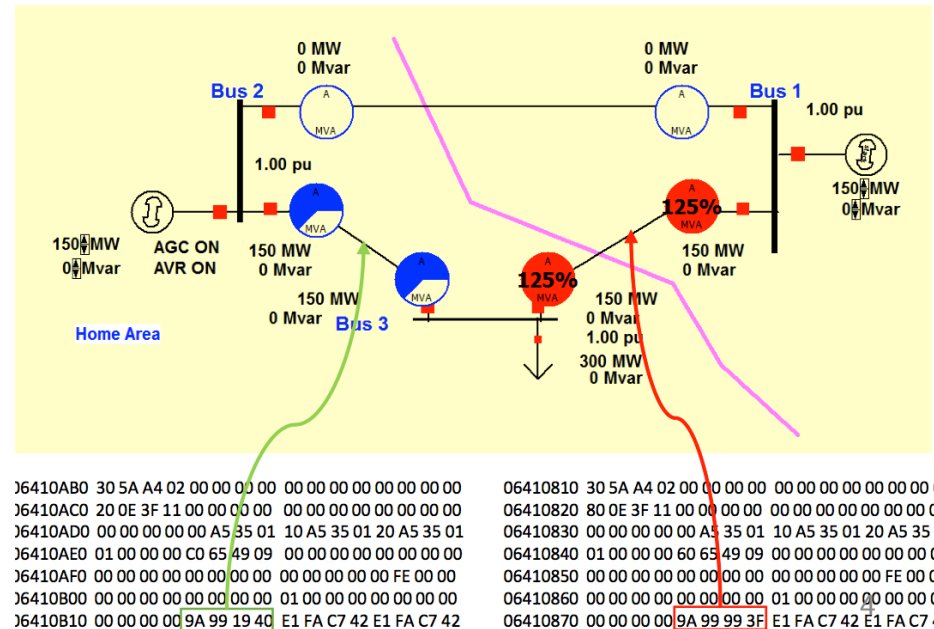 0 MW
0 Mvar
0 MW
0 Mvar
Bus 2
A
MVA
A
MVA
Bus 1
1.00 pu
1.00 pu
150 MW
0 Mvar
A
MVA
A
125%
MVA
150 MW
0 Mvar
AGC ON
AVR ON
150 MW
0 Mvar
150 MW
0 Mvar
A
MVA
A
125%
MVA
150 MW
0 Mvar
Bus 3
150 MW
0 Mvar
1.00 pu
300 MW
0 Mvar
Home Area
06410AB0 30 5A A4 02 00 00 00 00 00 00 00 00 00 00 00 00
06410AC0 20 0E 3F 11 00 00 00 00 00 00 00 00 00 00 00 00
06410AD0 00 00 00 00 00 A5 35 01 10 A5 35 01 20 A5 35 01
06410AE0 01 00 00 00 C0 65 49 09 00 00 00 00 00 00 00 00
06410AF0 00 00 00 00 00 00 00 00 00 00 00 00 00 FE 00 00
06410B00 00 00 00 00 00 00 00 00 01 00 00 00 00 00 00 00
06410B10 00 00 00 00 9A 99 19 40 E1 FA C7 42 E1 FA C7 42
06410810 30 5A A4 02 00 00 00 00 00 00 00 00 00 00 00
06410820 80 0E 3F 11 00 00 00 00 00 00 00 00 00 00 00
06410830 00 00 00 00 00 A5 35 01 10 A5 35 01 20 A5 35
06410840 01 00 00 00 60 65 49 09 00 00 00 00 00 00 00
06410850 00 00 00 00 00 00 00 00 00 00 00 00 00 FE 00
06410860 00 00 00 00 00 00 00 00 01 00 00 00 00 00 00
06410870 00 00 00 00 9A 99 99 3F E1 FA C7 42 E1 FA C7
4